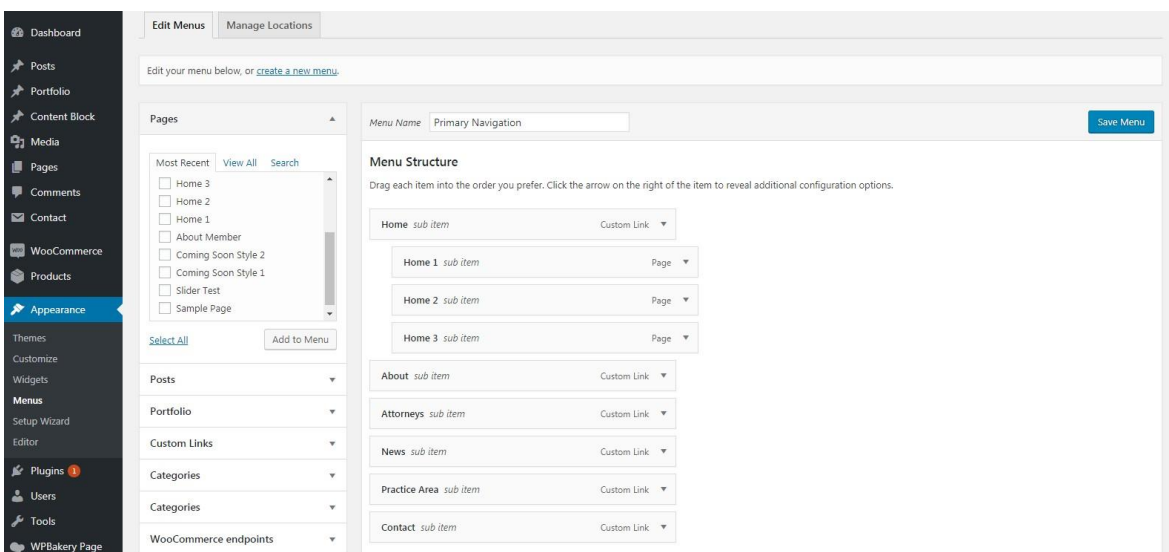 Dashboard
Posts
Portfolio
Content Block
Media
Pages
Comments
Contact
WooCommerce
Products
Appearance
Themes
Customize
Widgets
Menus
Setup Wizard
Editor
Plugins 1
Users
Tools
WPBakery Page
Edit Menus Manage Locations
Edit your menu below, or create a new menu.
Pages
Most Recent View All Search
Home 3
Home 2
Home 1
About Member
Coming Soon Style 2
Coming Soon Style 1
Slider Test
Sample Page
Select All Add to Menu
Posts
Portfolio
Custom Links
Categories
Categories
WooCommerce endpoints
Menu Name Primary Navigation Save Menu
Menu Structure
Drag each item into the order you prefer. Click the arrow on the right of the item to reveal additional configuration options.
Home sub item Custom Link
Home 1 sub item Page
Home 2 sub item Page
Home 3 sub item Page
About sub item Custom Link
Attorneys sub item Custom Link
News sub item Custom Link
Practice Area sub item Custom Link
Contact sub item Custom Link